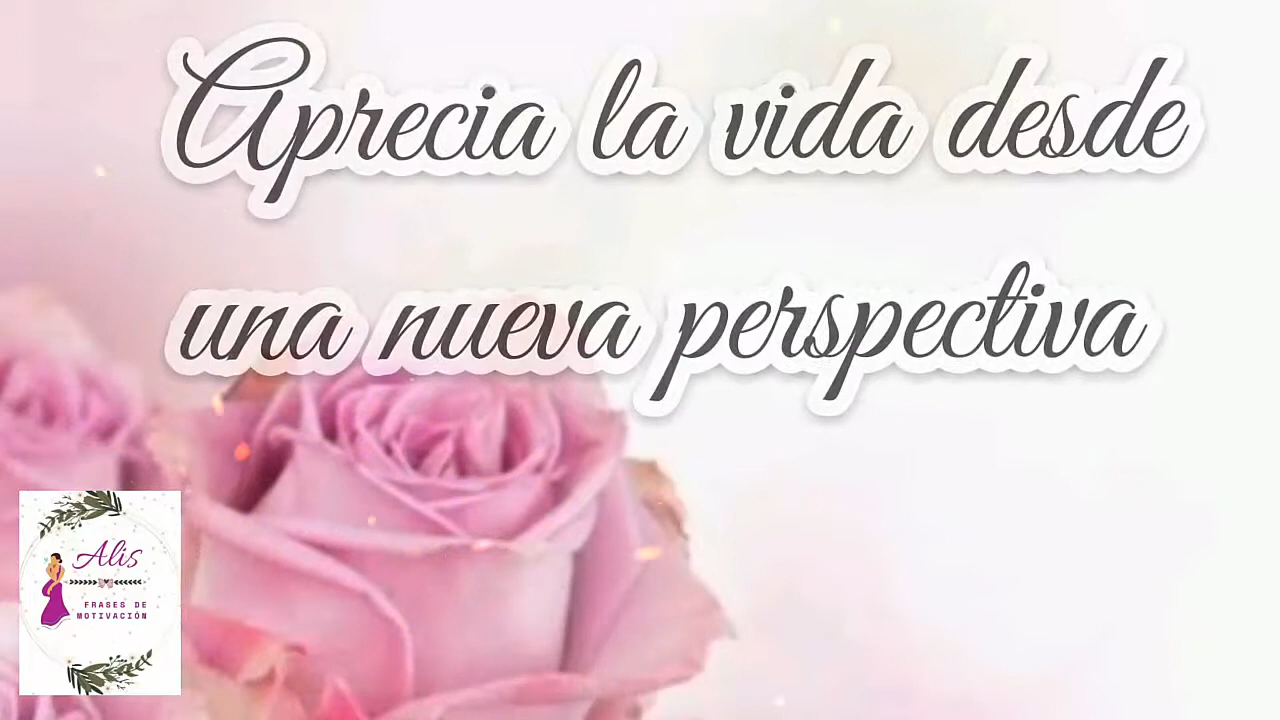 Aprecia la vida desde
una nueva perspectiva
Alis
FRASES DE
MOTIVACIÓN